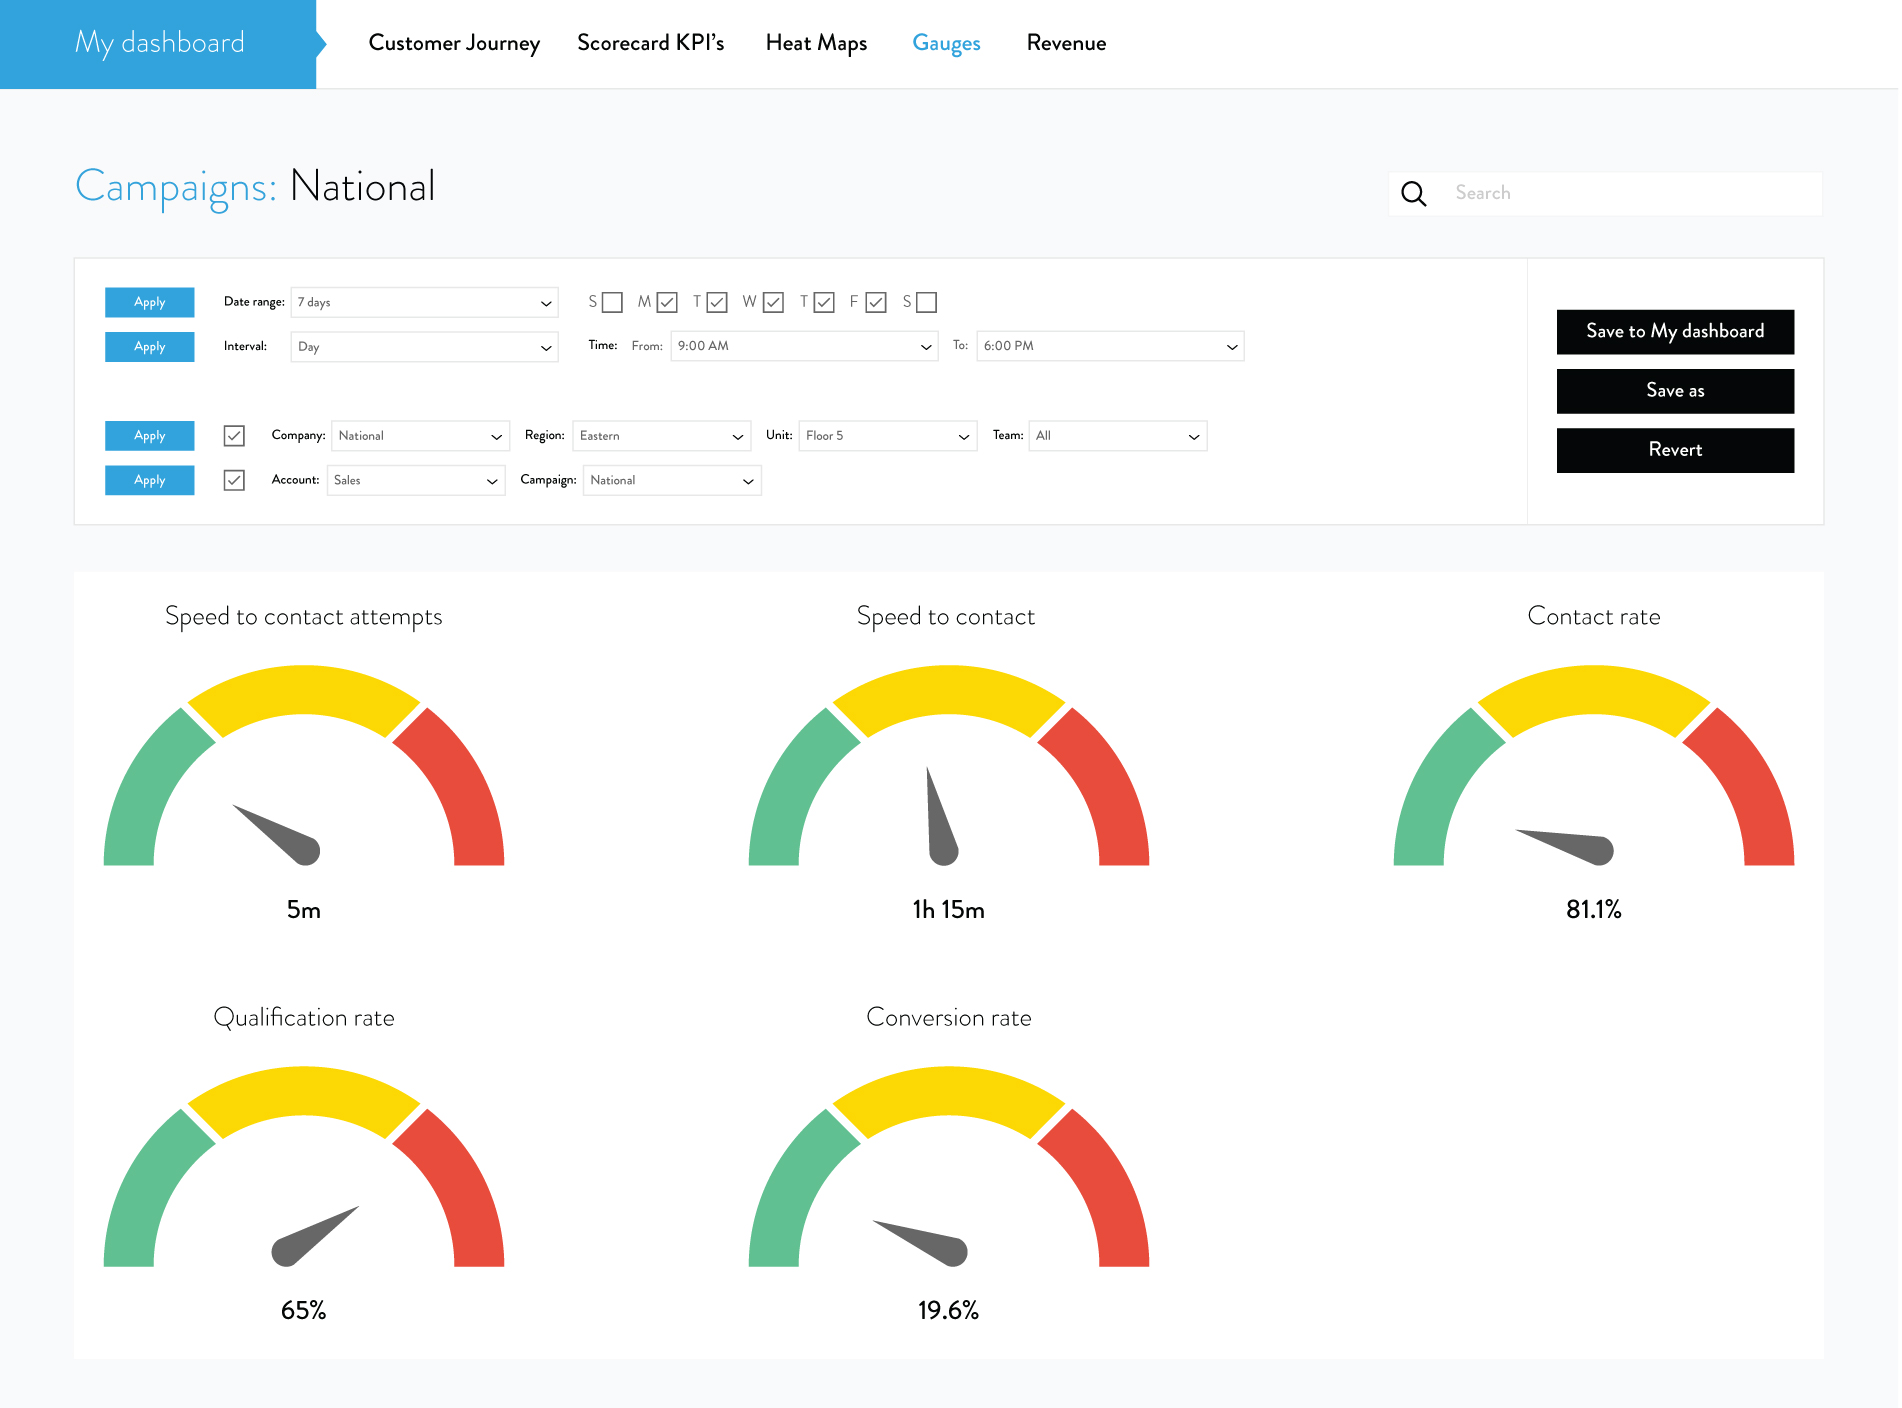 My dashboard Customer Journey Scorecard KPI's Heat Maps Gauges Revenue
Campaigns: National
Search
Apply Date range: 7 days S M T W T F S
Apply Interval: Day Time: From: 9:00 AM To: 6:00 PM
Save to My dashboard
Save as
Revert
Apply Company: National Region: Eastern Unit: Floor 5 Team: All
Apply Account: Sales Campaign: National
Speed to contact attempts Speed to contact Contact rate
5m 1h 15m 81.1%
Qualification rate Conversion rate
65% 19.6%